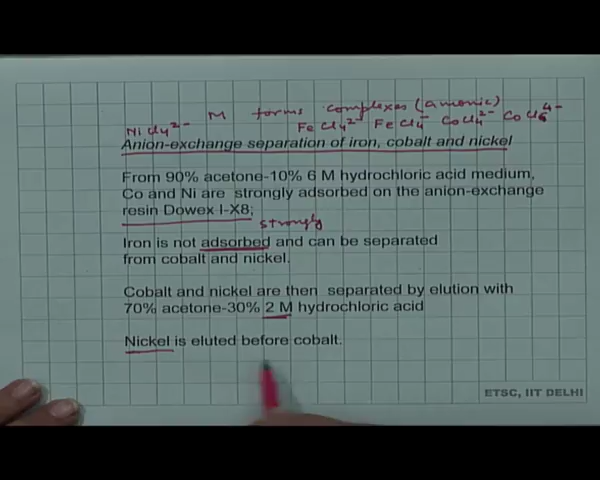 M forms complexes (anionic)
NiCl4 2- FeCl4 2- FeCl4 - CoCl4 2- CoCl6 4-
Anion-exchange separation of iron, cobalt and nickel
From 90% acetone-10% 6 M hydrochloric acid medium,
Co and Ni are strongly adsorbed on the anion-exchange
resin Dowex I-X8;
strongly
Iron is not adsorbed and can be separated
from cobalt and nickel.
Cobalt and nickel are then separated by elution with
70% acetone-30% 2 M hydrochloric acid
Nickel is eluted before cobalt.
ETSC, IIT DELHI